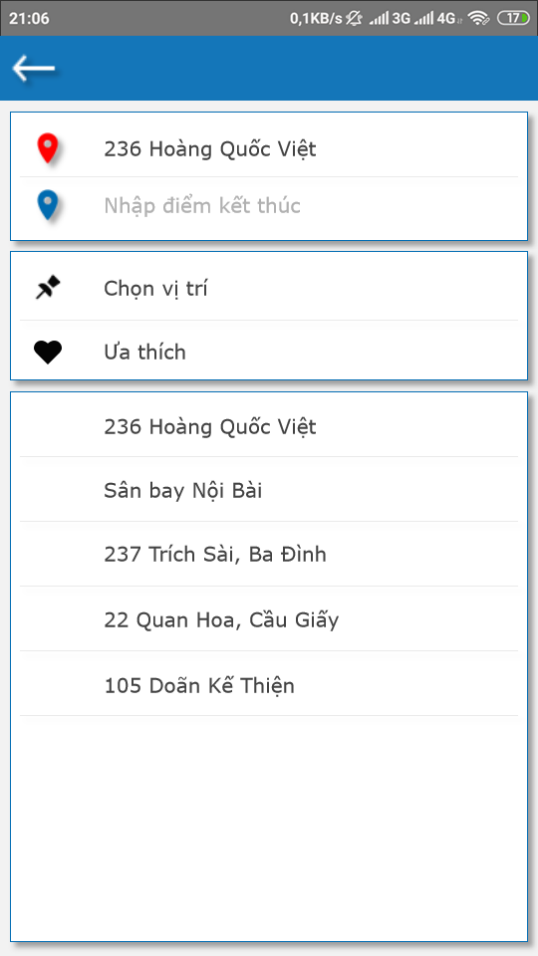 21:06 0,1KB/s 3G 4G 17
236 Hoàng Quốc Việt
Nhập điểm kết thúc
Chọn vị trí
Ưa thích
236 Hoàng Quốc Việt
Sân bay Nội Bài
237 Trích Sài, Ba Đình
22 Quan Hoa, Cầu Giấy
105 Doãn Kế Thiện